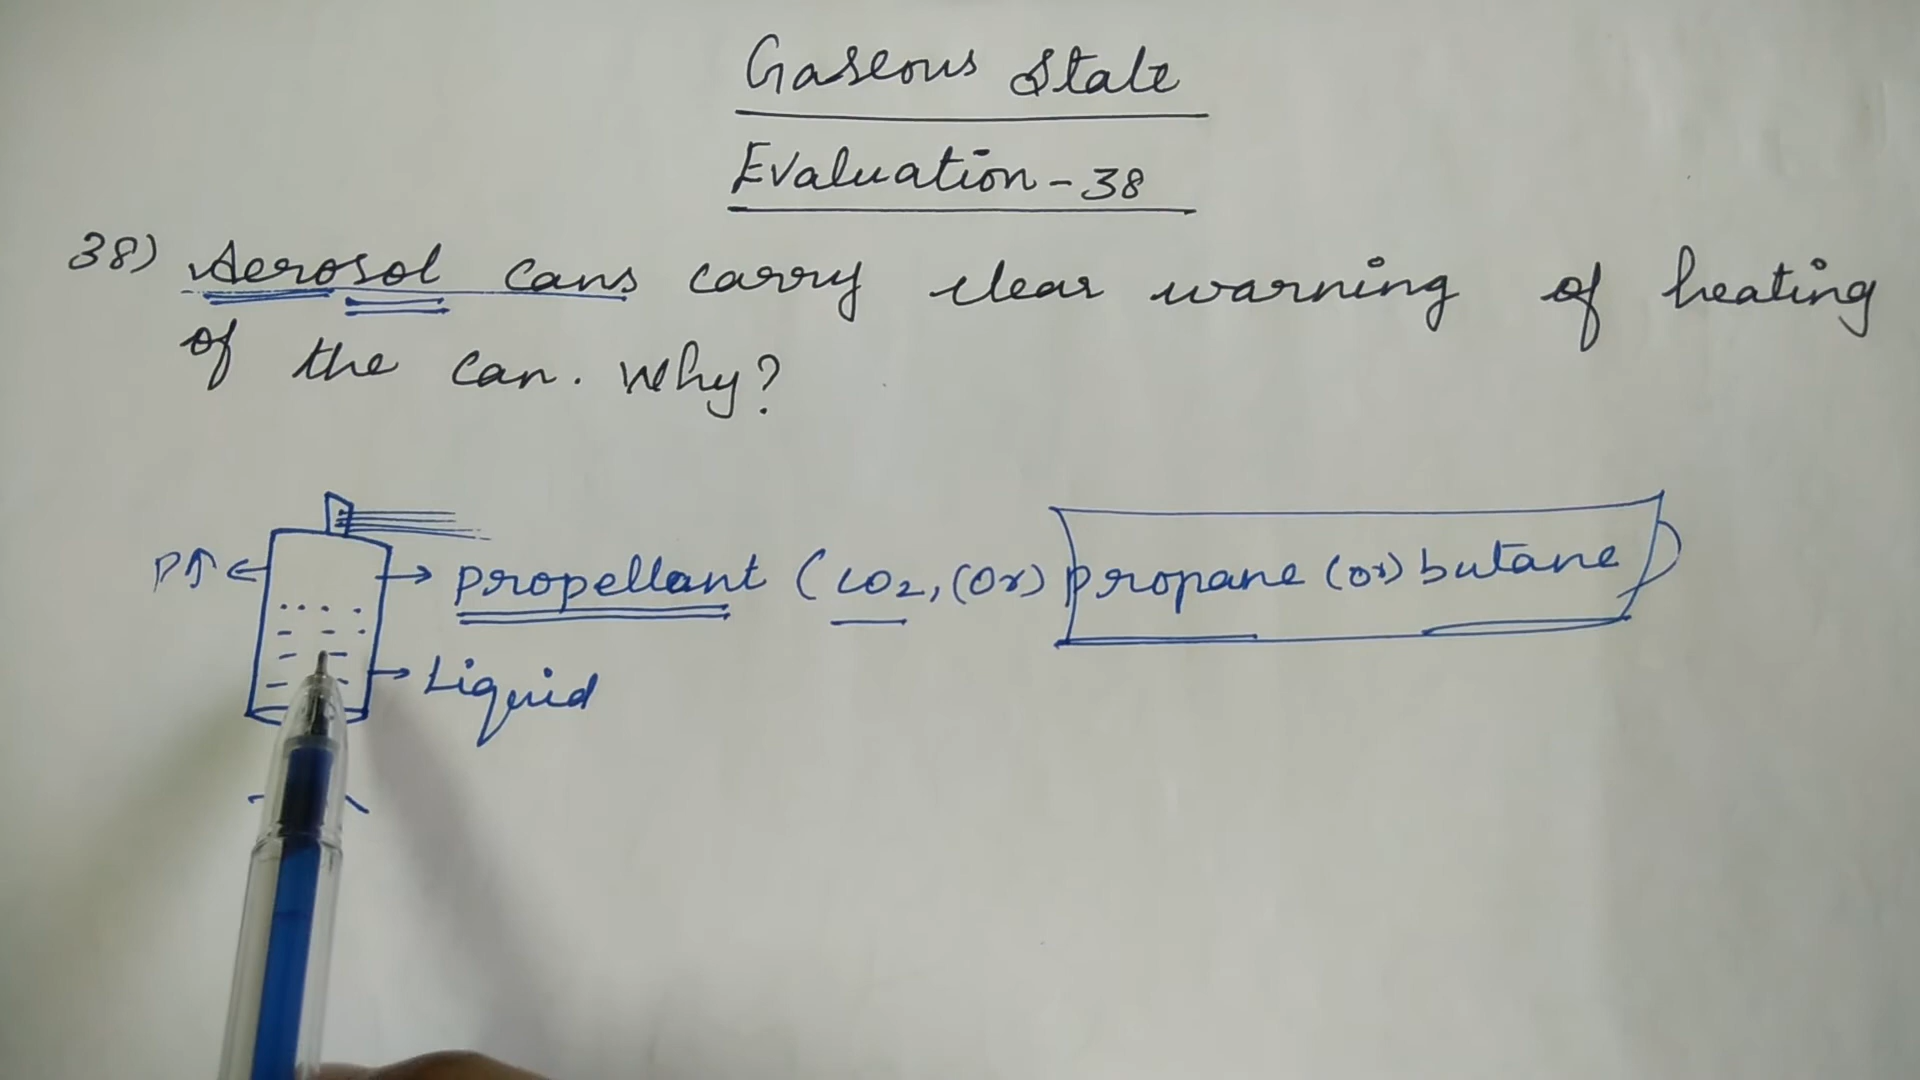 Gaseous State
Evaluation - 38
38) Aerosol cans carry clear warning of heating
of the can. Why?
P↑ ← → propellant (CO2, (or) propane (or) butane)
→ Liquid